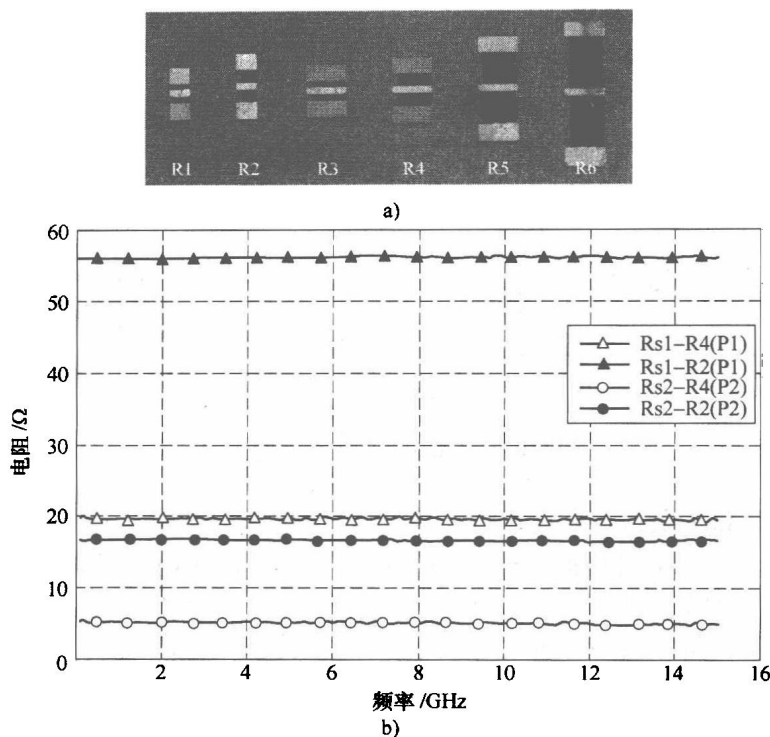 R1 R2 R3 R4 R5 R6
a)
60
50
40
30
20
10
0
电阻/Ω
Rs1-R4(P1)
Rs1-R2(P1)
Rs2-R4(P2)
Rs2-R2(P2)
2 4 6 8 10 12 14 16
频率/GHz
b)